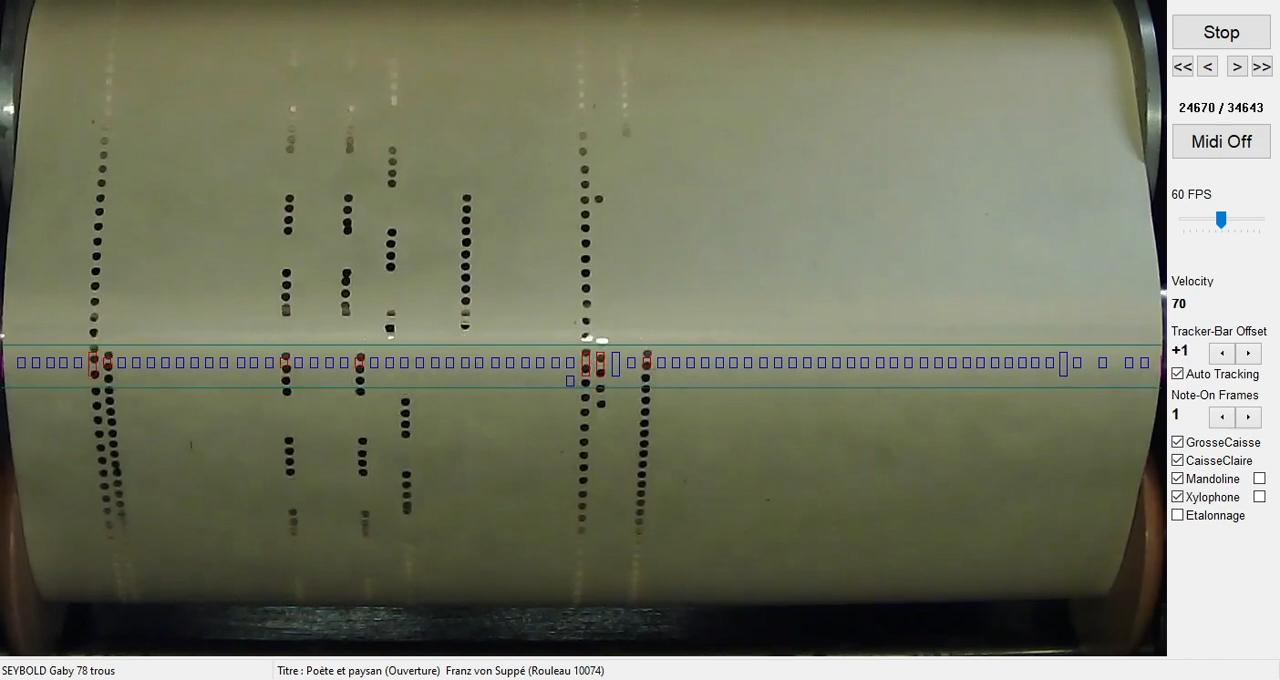 Stop
<< < > >>
24670 / 34643
Midi Off
60 FPS
Velocity
70
Tracker-Bar Offset
+1
Auto Tracking
Note-On Frames
1
GrosseCaisse
CaisseClaire
Mandoline
Xylophone
Etalonnage
SEYBOLD Gaby 78 trous
Titre : Poète et paysan (Ouverture) Franz von Suppé (Rouleau 10074)